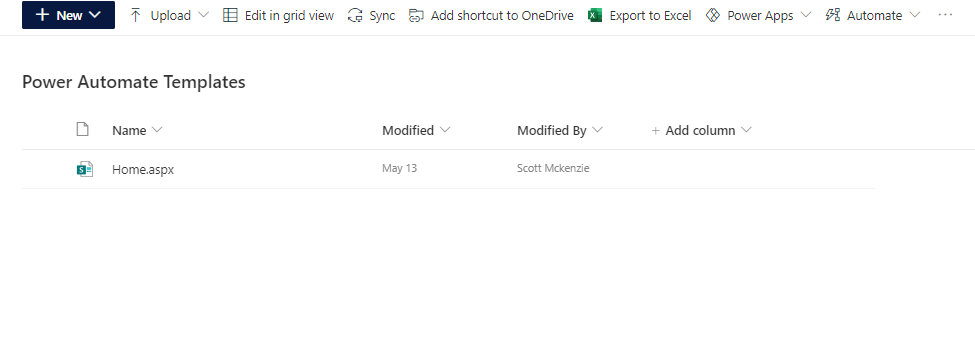 New Upload Edit in grid view Sync Add shortcut to OneDrive Export to Excel Power Apps Automate ...
Power Automate Templates
Name Modified Modified By + Add column
Home.aspx May 13 Scott Mckenzie